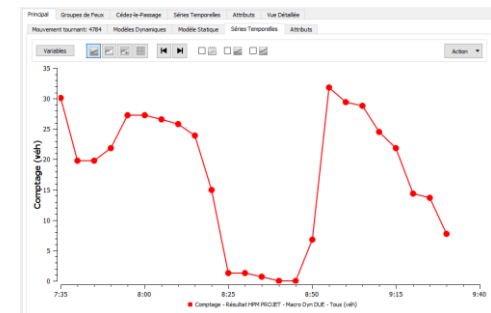 Principal Groupes de Feux Cédez-le-Passage Séries Temporelles Attributs Vue Détaillée
Mouvement tournant: 4784 Modèles Dynamiques Modèle Statique Séries Temporelles Attributs
Variables Action
35
30
25
20
15
10
5
0
Comptage (véh)
7:35 8:00 8:25 8:50 9:15 9:40
Comptage - Résultat HPM PROJET - Macro Dyn DUE - Tous (véh)